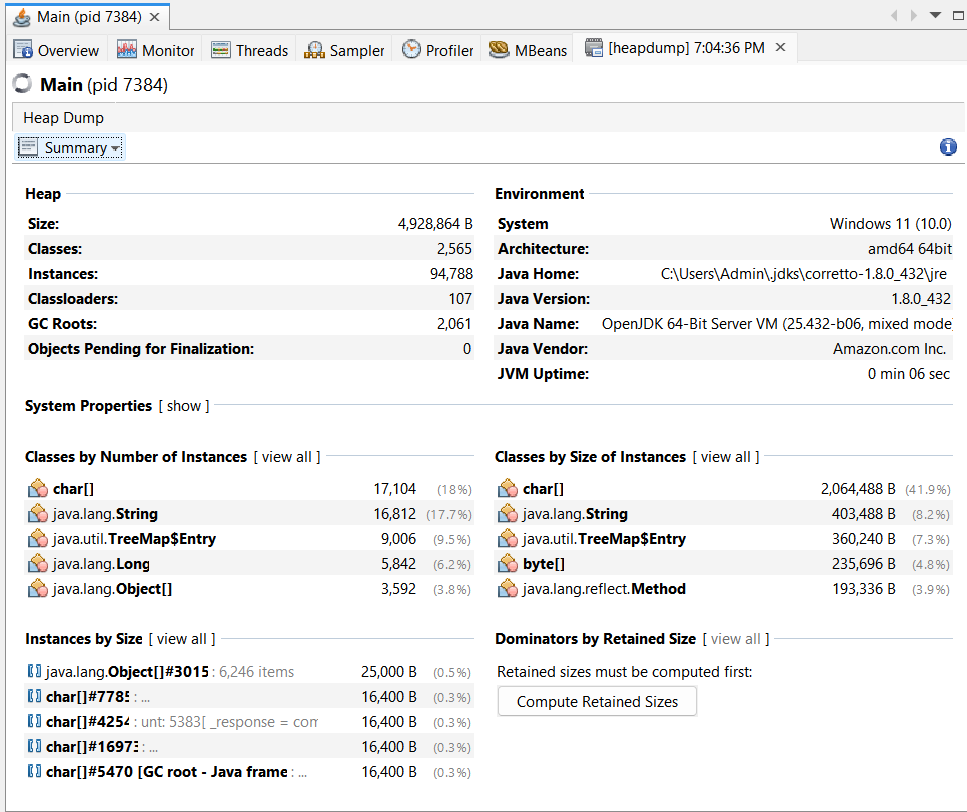 Main (pid 7384)
Overview Monitor Threads Sampler Profiler MBeans [heapdump] 7:04:36 PM
Main (pid 7384)
Heap Dump
Summary
Heap
Size: 4,928,864 B
Classes: 2,565
Instances: 94,788
Classloaders: 107
GC Roots: 2,061
Objects Pending for Finalization: 0
Environment
System Windows 11 (10.0)
Architecture: amd64 64bit
Java Home: C:\Users\Admin\.jdks\corretto-1.8.0_432\jre
Java Version: 1.8.0_432
Java Name: OpenJDK 64-Bit Server VM (25.432-b06, mixed mode)
Java Vendor: Amazon.com Inc.
JVM Uptime: 0 min 06 sec
System Properties [ show ]
Classes by Number of Instances [ view all ]
char[] 17,104 (18%)
java.lang.String 16,812 (17.7%)
java.util.TreeMap$Entry 9,006 (9.5%)
java.lang.Long 5,842 (6.2%)
java.lang.Object[] 3,592 (3.8%)
Classes by Size of Instances [ view all ]
char[] 2,064,488 B (41.9%)
java.lang.String 403,488 B (8.2%)
java.util.TreeMap$Entry 360,240 B (7.3%)
byte[] 235,696 B (4.8%)
java.lang.reflect.Method 193,336 B (3.9%)
Instances by Size [ view all ]
java.lang.Object[]#3015 : 6,246 items 25,000 B (0.5%)
char[]#7785 : ... 16,400 B (0.3%)
char[]#4254 : unt: 5383[ _response = com 16,400 B (0.3%)
char[]#16973 : ... 16,400 B (0.3%)
char[]#5470 [GC root - Java frame : ... 16,400 B (0.3%)
Dominators by Retained Size [ view all ]
Retained sizes must be computed first:
Compute Retained Sizes